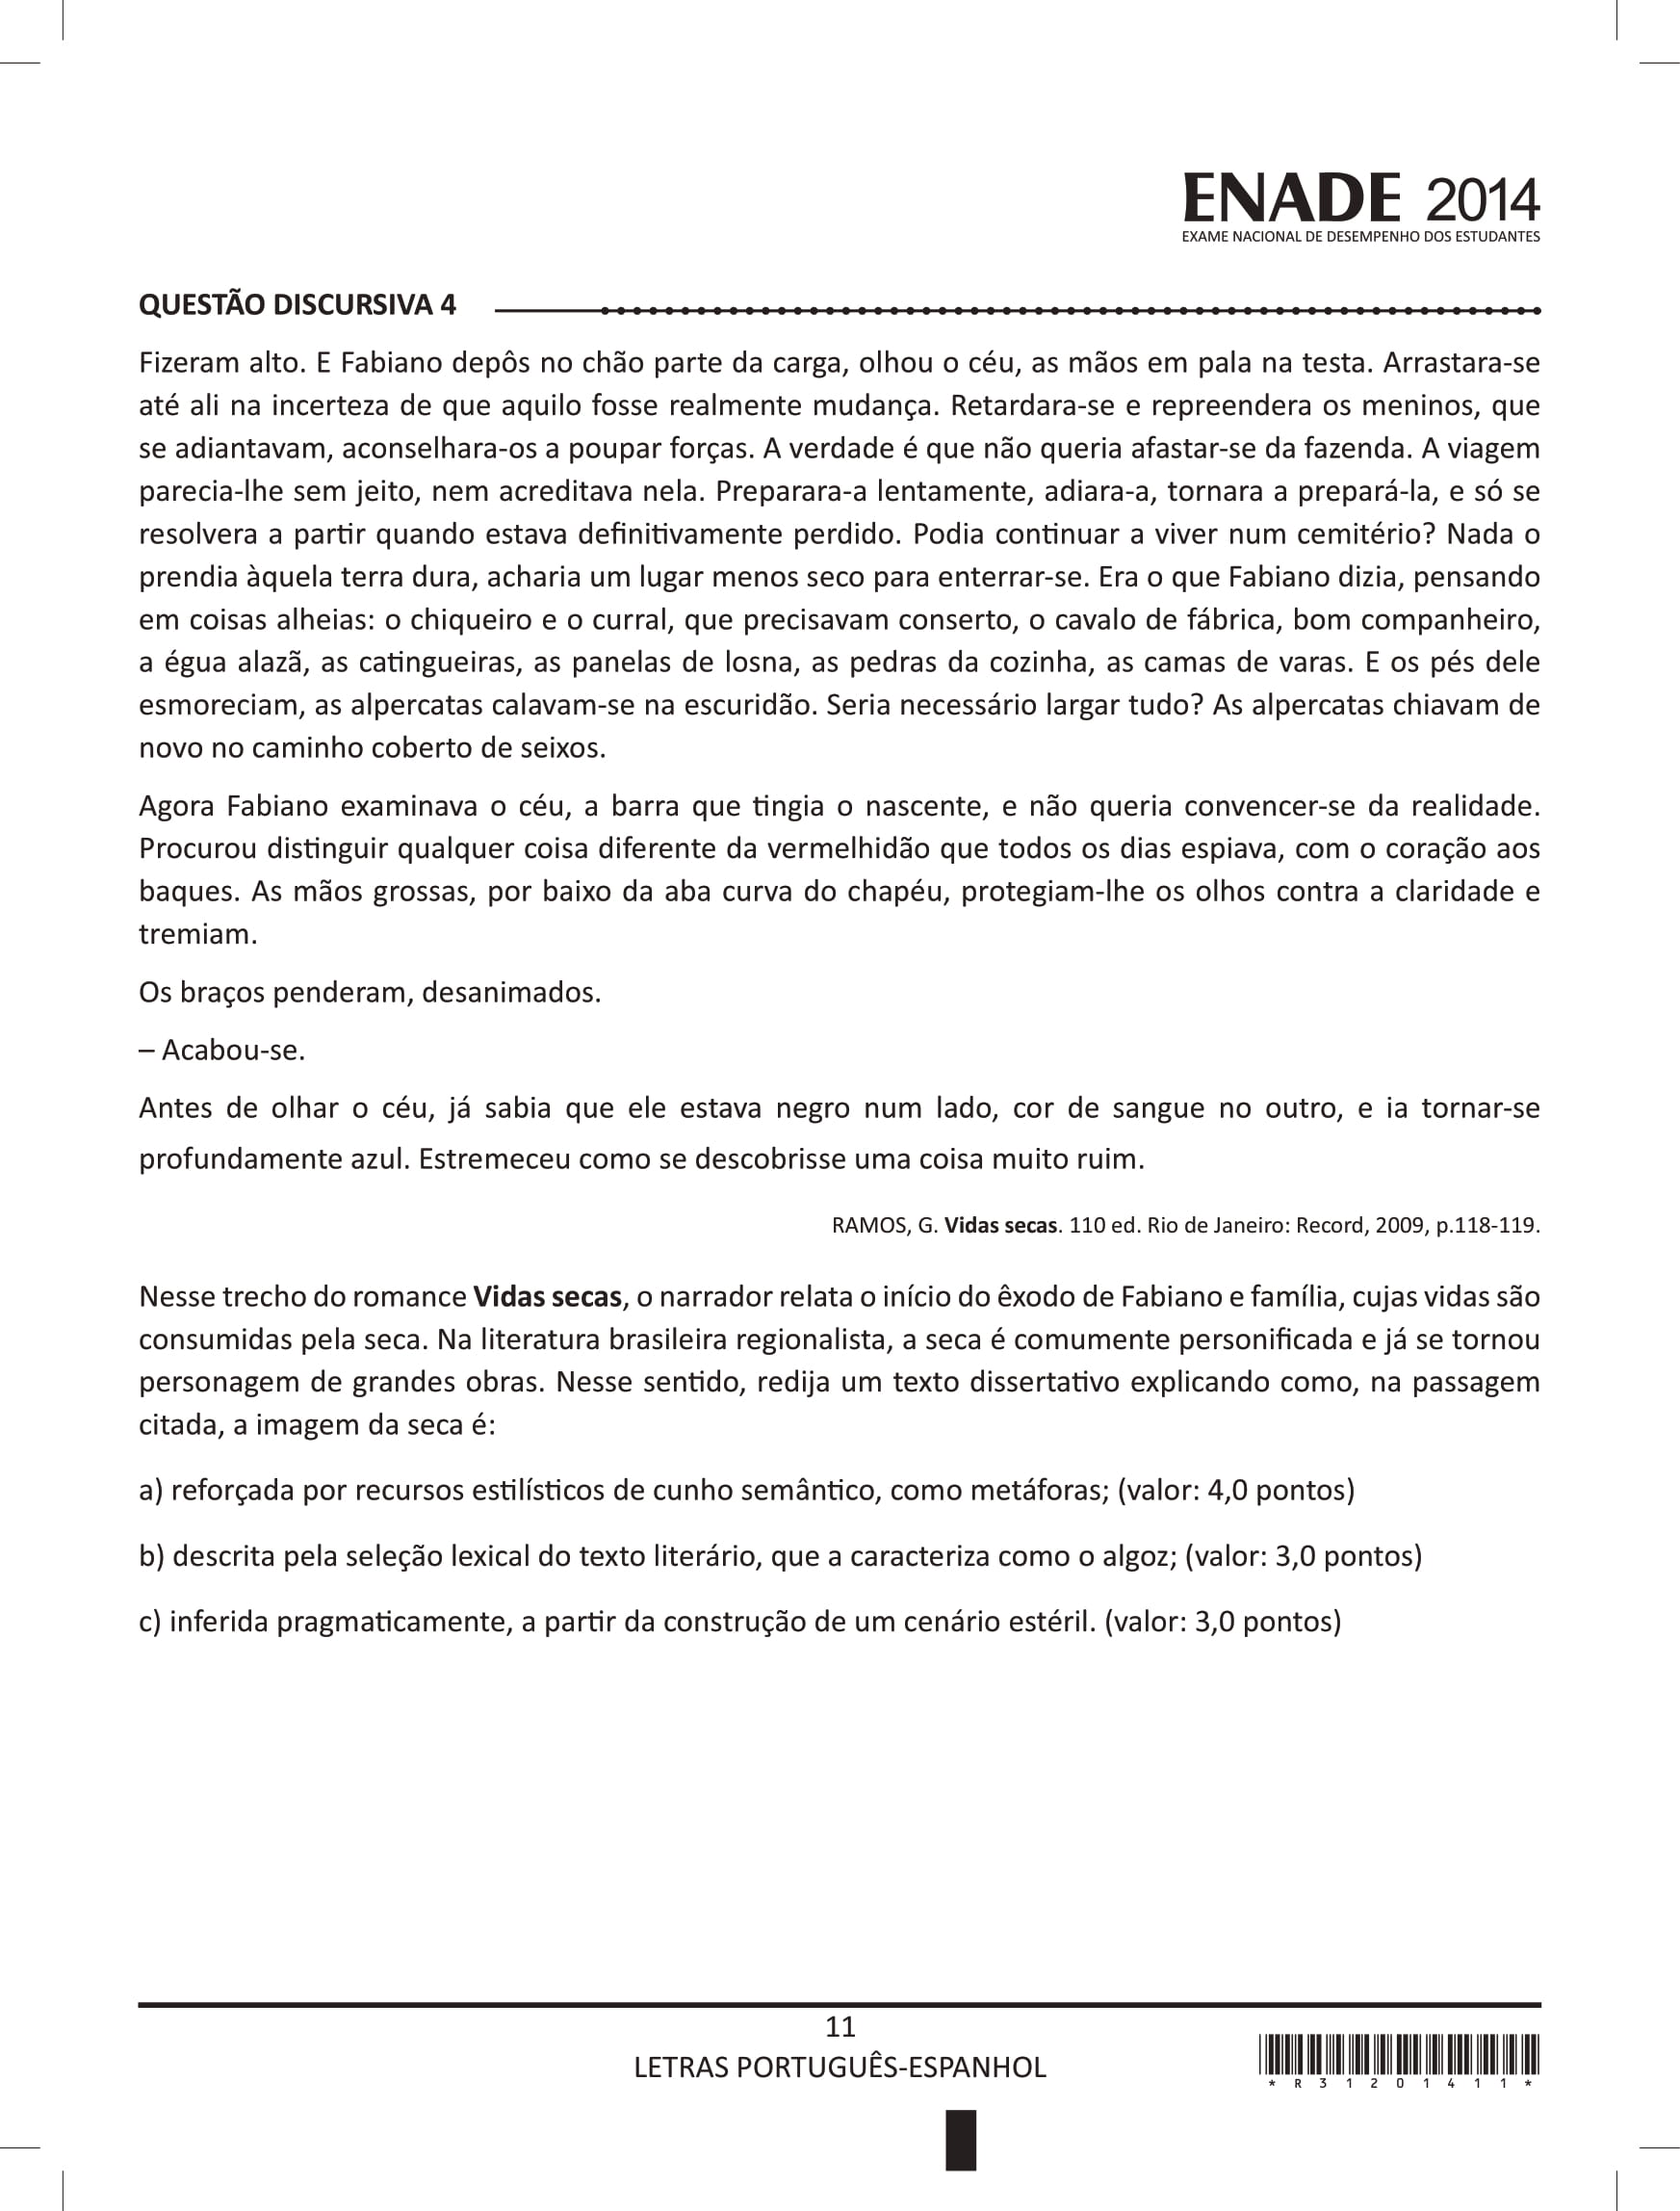 ENADE 2014
EXAME NACIONAL DE DESEMPENHO DOS ESTUDANTES
QUESTÃO DISCURSIVA 4
Fizeram alto. E Fabiano depôs no chão parte da carga, olhou o céu, as mãos em pala na testa. Arrastara-se
até ali na incerteza de que aquilo fosse realmente mudança. Retardara-se e repreendera os meninos, que
se adiantavam, aconselhara-os a poupar forças. A verdade é que não queria afastar-se da fazenda. A viagem
parecia-lhe sem jeito, nem acreditava nela. Preparara-a lentamente, adiara-a, tornara a prepará-la, e só se
resolvera a partir quando estava definitivamente perdido. Podia continuar a viver num cemitério? Nada o
prendia àquela terra dura, acharia um lugar menos seco para enterrar-se. Era o que Fabiano dizia, pensando
em coisas alheias: o chiqueiro e o curral, que precisavam conserto, o cavalo de fábrica, bom companheiro,
a égua alazã, as catingueiras, as panelas de losna, as pedras da cozinha, as camas de varas. E os pés dele
esmoreciam, as alpercatas calavam-se na escuridão. Seria necessário largar tudo? As alpercatas chiavam de
novo no caminho coberto de seixos.
Agora Fabiano examinava o céu, a barra que tingia o nascente, e não queria convencer-se da realidade.
Procurou distinguir qualquer coisa diferente da vermelhidão que todos os dias espiava, com o coração aos
baques. As mãos grossas, por baixo da aba curva do chapéu, protegiam-lhe os olhos contra a claridade e
tremiam.
Os braços penderam, desanimados.
– Acabou-se.
Antes de olhar o céu, já sabia que ele estava negro num lado, cor de sangue no outro, e ia tornar-se
profundamente azul. Estremeceu como se descobrisse uma coisa muito ruim.
RAMOS, G. Vidas secas. 110 ed. Rio de Janeiro: Record, 2009, p.118-119.
Nesse trecho do romance Vidas secas, o narrador relata o início do êxodo de Fabiano e família, cujas vidas são
consumidas pela seca. Na literatura brasileira regionalista, a seca é comumente personificada e já se tornou
personagem de grandes obras. Nesse sentido, redija um texto dissertativo explicando como, na passagem
citada, a imagem da seca é:
a) reforçada por recursos estilísticos de cunho semântico, como metáforas; (valor: 4,0 pontos)
b) descrita pela seleção lexical do texto literário, que a caracteriza como o algoz; (valor: 3,0 pontos)
c) inferida pragmaticamente, a partir da construção de um cenário estéril. (valor: 3,0 pontos)
11
LETRAS PORTUGUÊS-ESPANHOL
* R 3 1 2 0 1 4 1 1 *